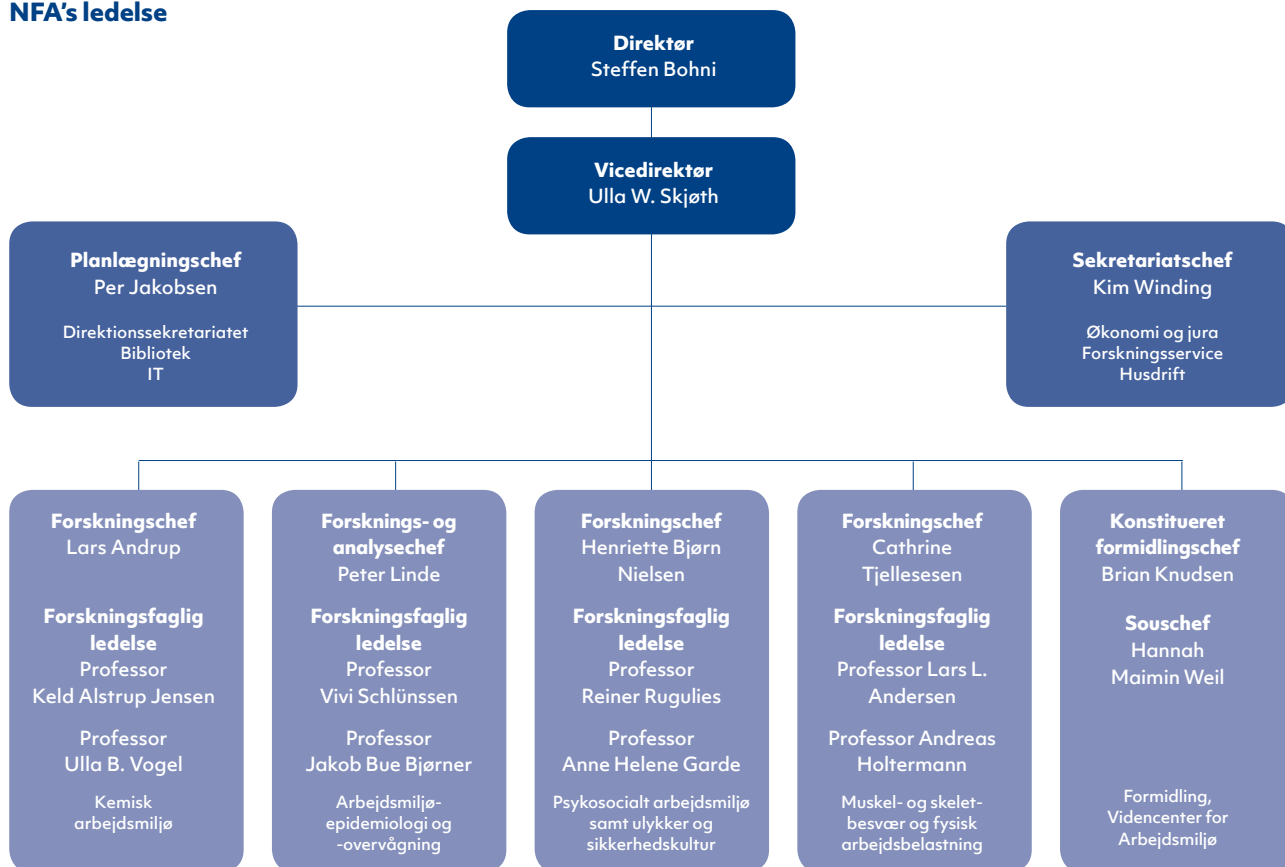 NFA's ledelse
Direktør
Steffen Bohni
Vicedirektør
Ulla W. Skjøth
Planlægningschef
Per Jakobsen
Direktionssekretariatet
Bibliotek
IT
Sekretariatschef
Kim Winding
Økonomi og jura
Forskningsservice
Husdrift
Forskningschef
Lars Andrup
Forskningsfaglig
ledelse
Professor
Keld Alstrup Jensen
Professor
Ulla B. Vogel
Kemisk
arbejdsmiljø
Forsknings- og
analysechef
Peter Linde
Forskningsfaglig
ledelse
Professor
Vivi Schlünssen
Professor
Jakob Bue Bjørner
Arbejdsmiljø-
epidemiologi og
-overvågning
Forskningschef
Henriette Bjørn
Nielsen
Forskningsfaglig
ledelse
Professor
Reiner Rugulies
Professor
Anne Helene Garde
Psykosocialt arbejdsmiljø
samt ulykker og
sikkerhedskultur
Forskningschef
Cathrine
Tjellesesen
Forskningsfaglig
ledelse
Professor Lars L.
Andersen
Professor Andreas
Holtermann
Muskel- og skelet-
besvær og fysisk
arbejdsbelastning
Konstitueret
formidlingschef
Brian Knudsen
Souschef
Hannah
Maimin Weil
Formidling,
Videncenter for
Arbejdsmiljø